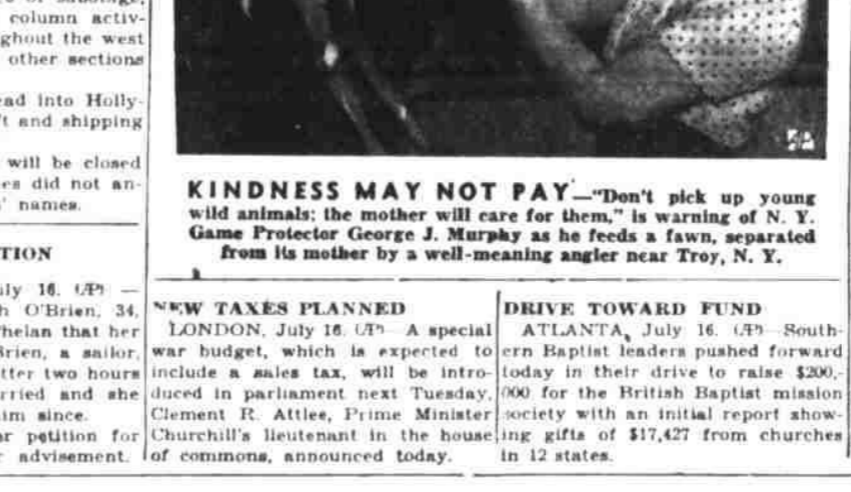 column activ-
ghout the west
other sections
ead into Holly-
't and shipping
will be closed
es did not an-
' names.
TION
uly 16. (AP) —
h O'Brien, 34,
helan that her
Brien, a sailor,
tter two hours
rried and she
im since.
er petition for
advisement.
KINDNESS MAY NOT PAY—"Don't pick up young
wild animals; the mother will care for them," is warning of N. Y.
Game Protector George J. Murphy as he feeds a fawn, separated
from its mother by a well-meaning angler near Troy, N. Y.
NEW TAXES PLANNED
LONDON, July 16. (AP) A special
war budget, which is expected to
include a sales tax, will be intro-
duced in parliament next Tuesday,
Clement R. Attlee, Prime Minister
Churchill's lieutenant in the house
of commons, announced today.
DRIVE TOWARD FUND
ATLANTA, July 16. (AP) South-
ern Baptist leaders pushed forward
today in their drive to raise $200,-
000 for the British Baptist mission
society with an initial report show-
ing gifts of $17,427 from churches
in 12 states.